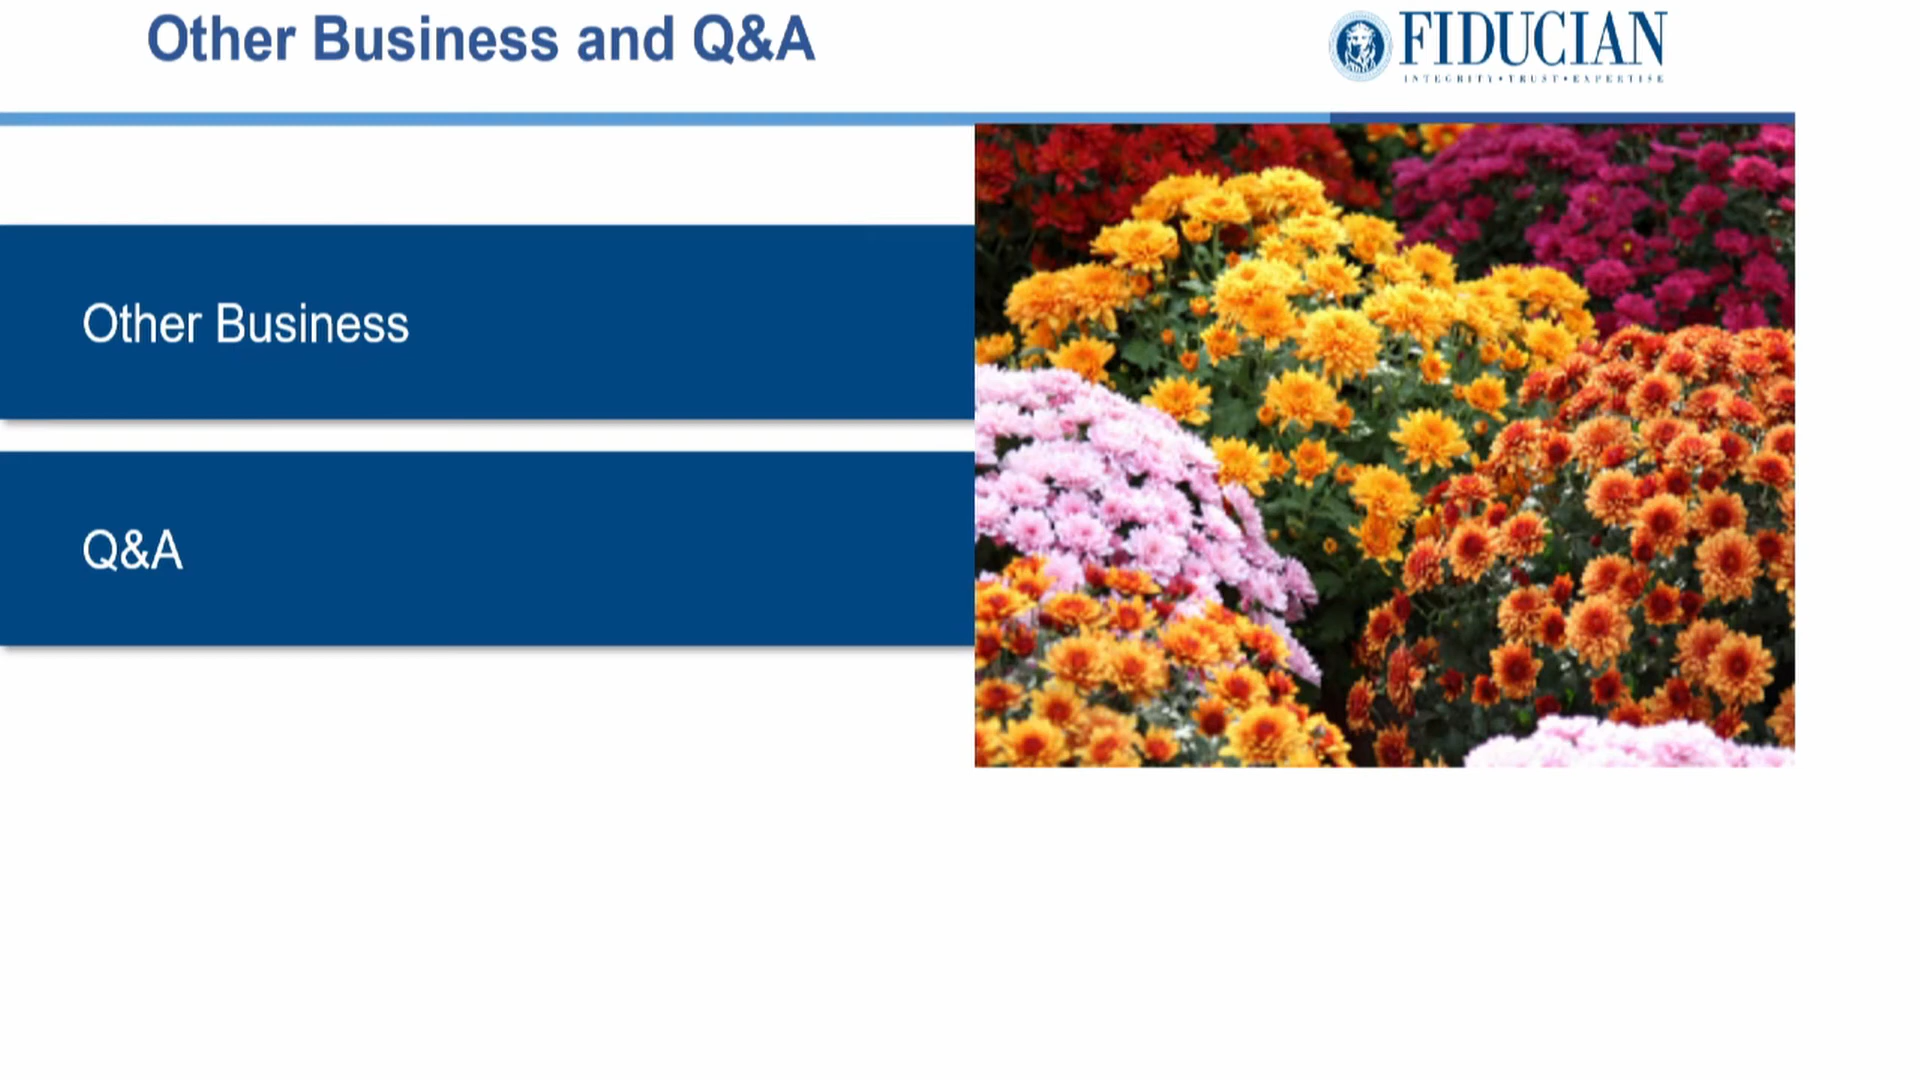 Other Business and Q&A
FIDUCIAN
INTEGRITY • TRUST • EXPERTISE
Other Business
Q&A